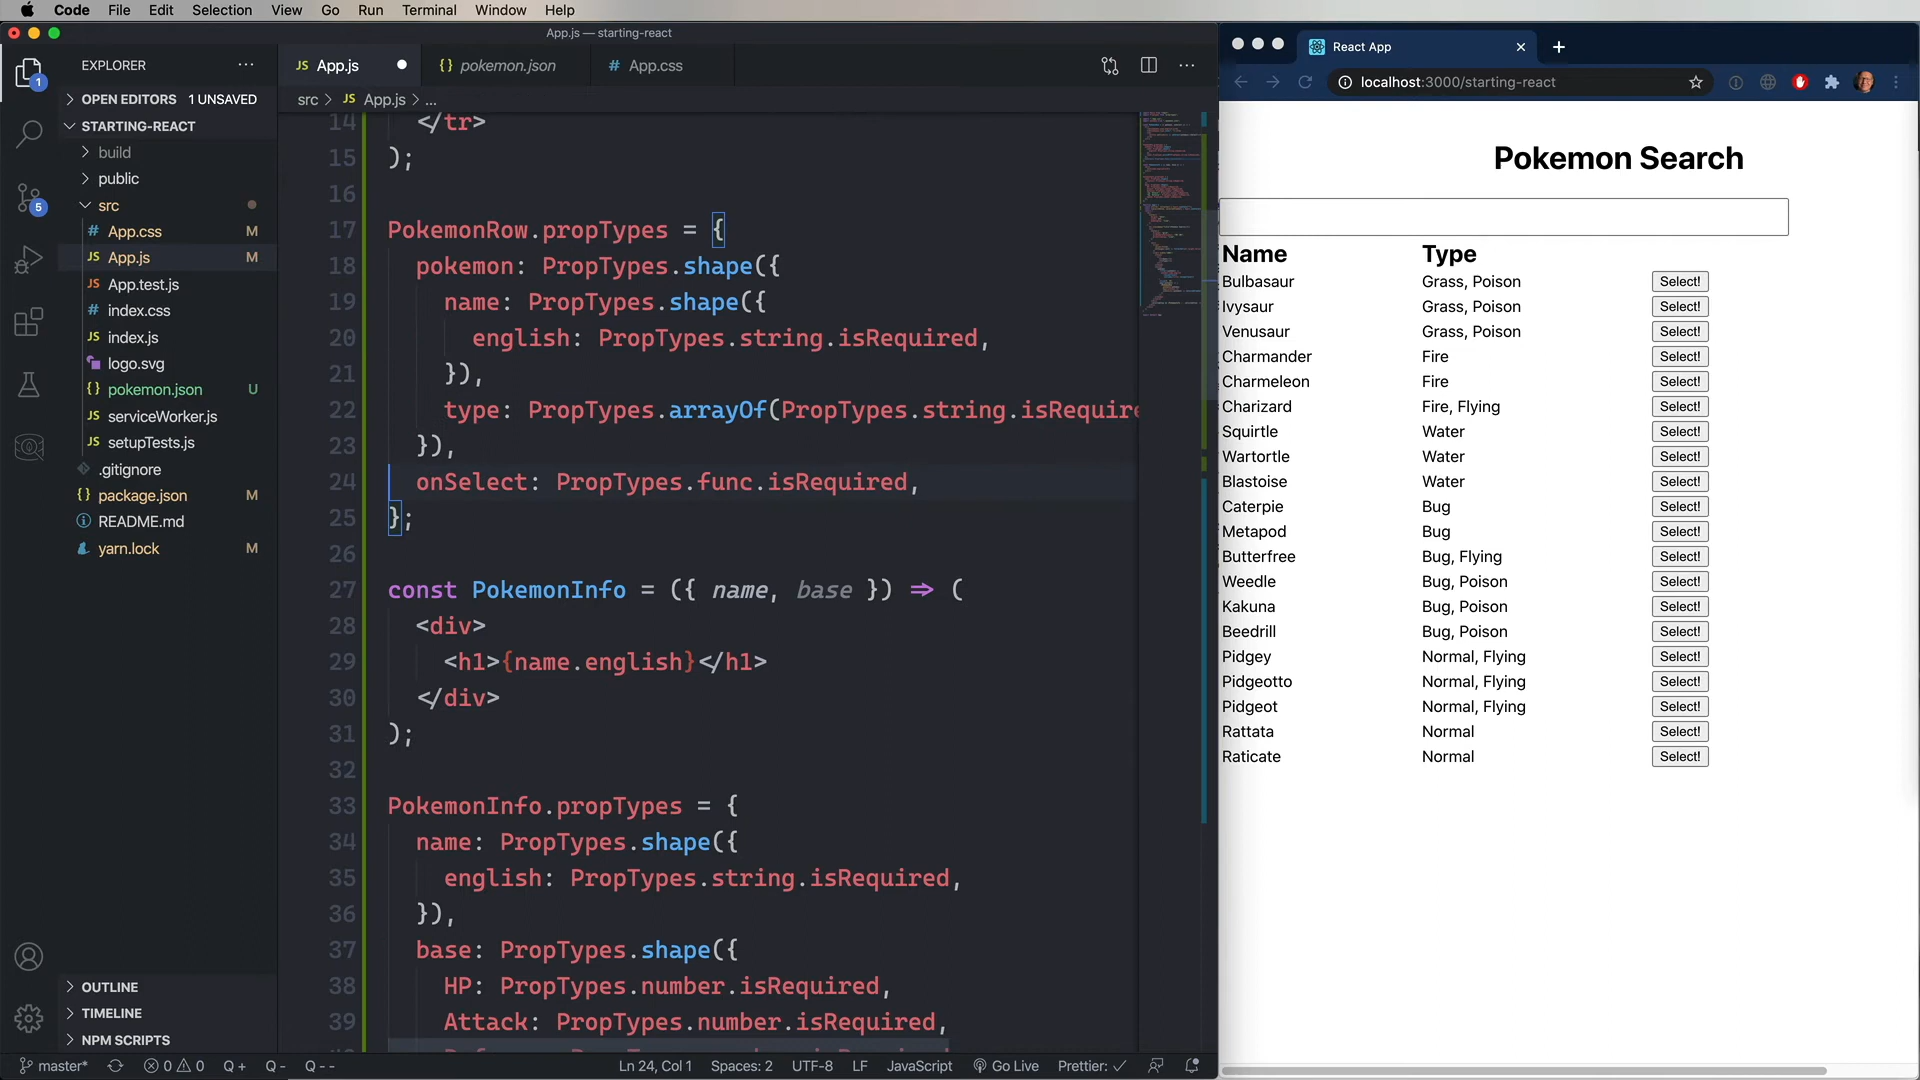 Code File Edit Selection View Go Run Terminal Window Help
App.js — starting-react
EXPLORER
OPEN EDITORS 1 UNSAVED
STARTING-REACT
build
public
src
# App.css M
JS App.js M
JS App.test.js
# index.css
JS index.js
logo.svg
{} pokemon.json U
JS serviceWorker.js
JS setupTests.js
.gitignore
{} package.json M
README.md
yarn.lock M
OUTLINE
TIMELINE
NPM SCRIPTS
1
5
JS App.js
{} pokemon.json
# App.css
src > JS App.js > ...
14 </tr>
15 );
16
17 PokemonRow.propTypes = {
18 pokemon: PropTypes.shape({
19 name: PropTypes.shape({
20 english: PropTypes.string.isRequired,
21 }),
22 type: PropTypes.arrayOf(PropTypes.string.isRequire
23 }),
24 onSelect: PropTypes.func.isRequired,
25 };
26
27 const PokemonInfo = ({ name, base }) => (
28 <div>
29 <h1>{name.english}</h1>
30 </div>
31 );
32
33 PokemonInfo.propTypes = {
34 name: PropTypes.shape({
35 english: PropTypes.string.isRequired,
36 }),
37 base: PropTypes.shape({
38 HP: PropTypes.number.isRequired,
39 Attack: PropTypes.number.isRequired,
master* 0 0 Q + Q - Q -- Ln 24, Col 1 Spaces: 2 UTF-8 LF JavaScript Go Live Prettier: ✓
React App
localhost:3000/starting-react
Pokemon Search
Name Type
Bulbasaur Grass, Poison Select!
Ivysaur Grass, Poison Select!
Venusaur Grass, Poison Select!
Charmander Fire Select!
Charmeleon Fire Select!
Charizard Fire, Flying Select!
Squirtle Water Select!
Wartortle Water Select!
Blastoise Water Select!
Caterpie Bug Select!
Metapod Bug Select!
Butterfree Bug, Flying Select!
Weedle Bug, Poison Select!
Kakuna Bug, Poison Select!
Beedrill Bug, Poison Select!
Pidgey Normal, Flying Select!
Pidgeotto Normal, Flying Select!
Pidgeot Normal, Flying Select!
Rattata Normal Select!
Raticate Normal Select!